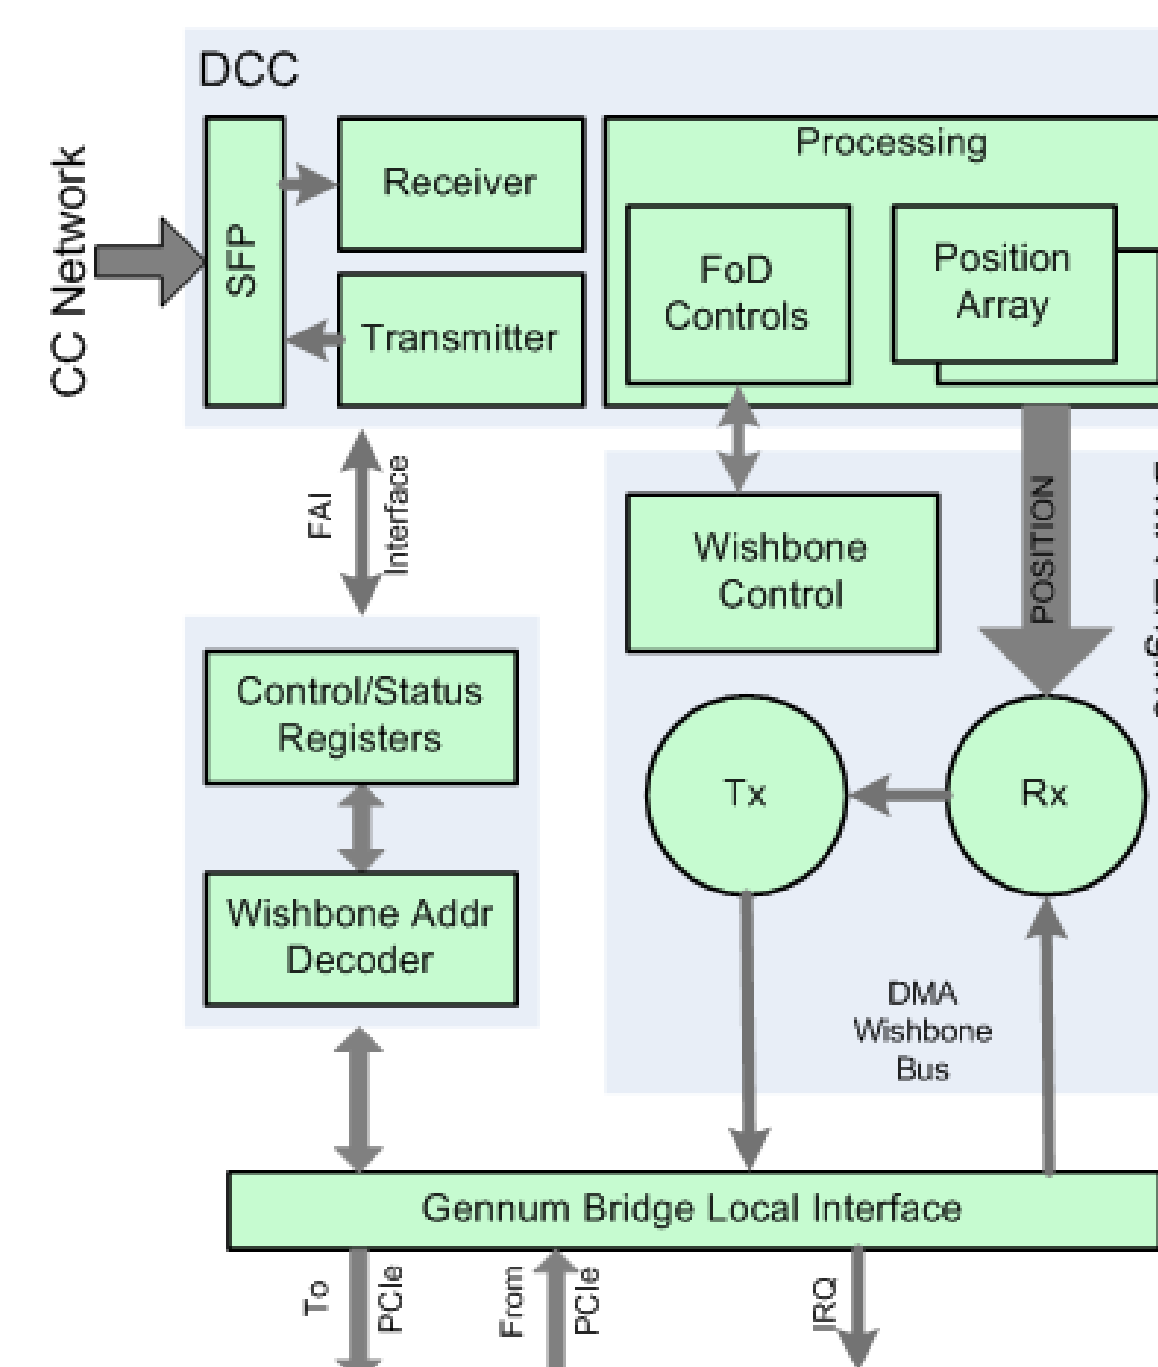 DCC
CC Network
SFP
Receiver
Transmitter
Processing
FoD
Controls
Position
Array
FAI
Interface
Wishbone
Control
POSITION
Control/Status
Registers
Wishbone Addr
Decoder
Tx
Rx
DMA
Wishbone
Bus
Gennum Bridge Local Interface
To
PCIe
From
PCIe
IRQ